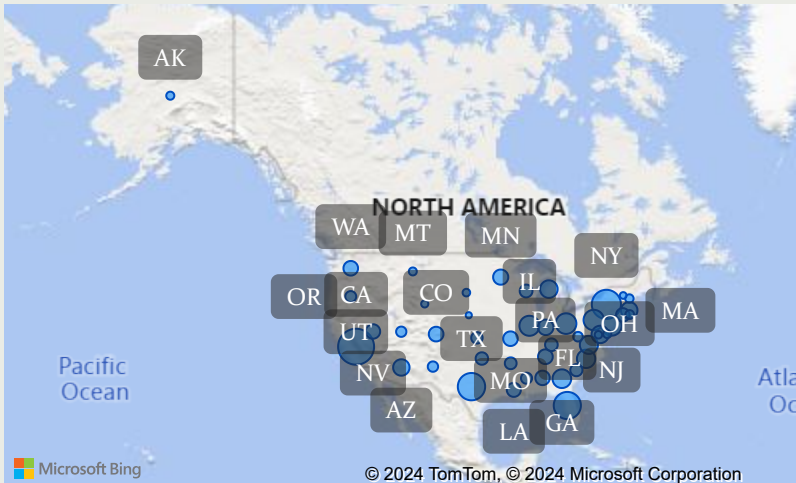 AK
NORTH AMERICA
WA
MT
MN
NY
OR
CA
CO
IL
MA
UT
TX
PA
OH
NV
MO
FL
NJ
AZ
LA
GA
Pacific
Ocean
Atla
Oc
Microsoft Bing
© 2024 TomTom, © 2024 Microsoft Corporation